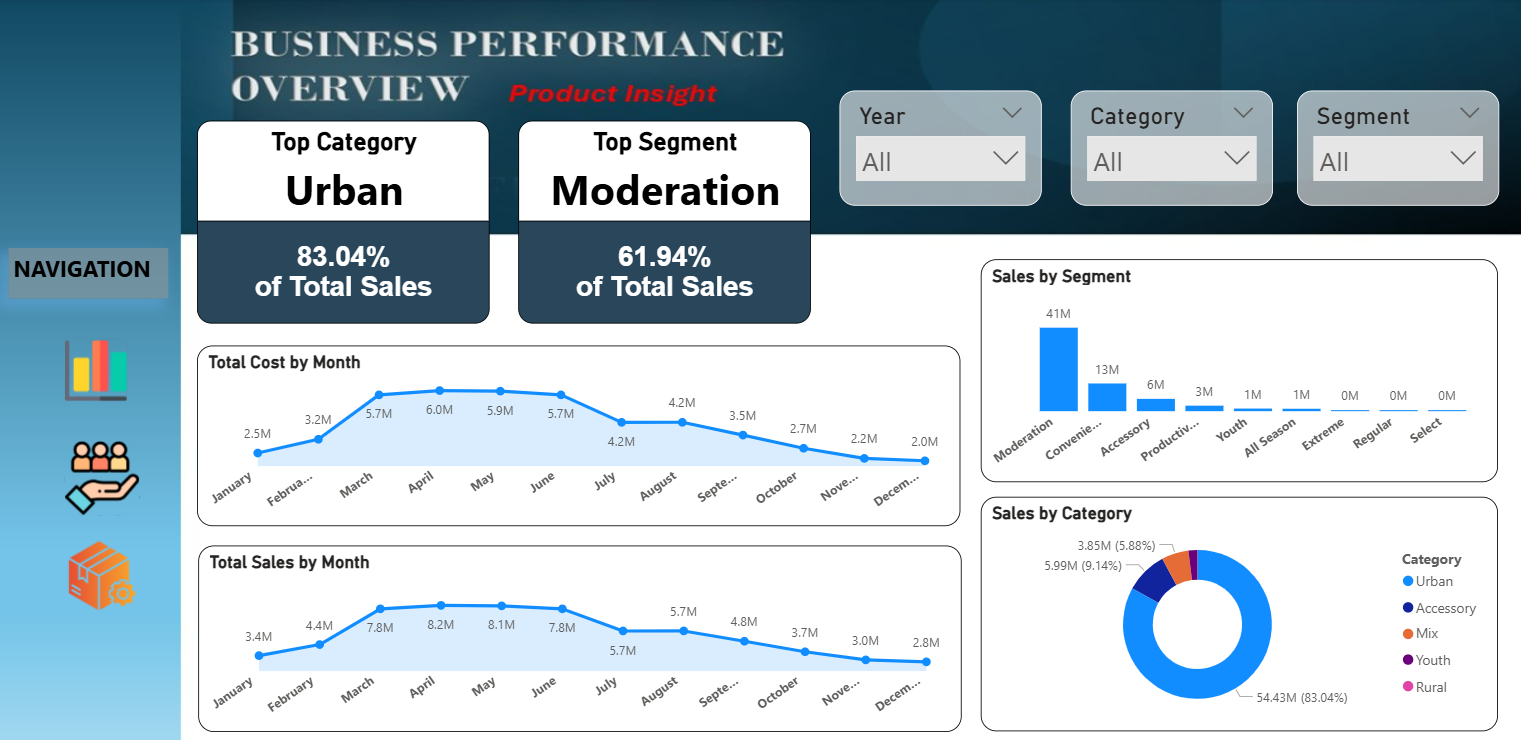 BUSINESS PERFORMANCE
OVERVIEW
Product Insight
Year
All
Category
All
Segment
All
Top Category
Urban
83.04%
of Total Sales
Top Segment
Moderation
61.94%
of Total Sales
NAVIGATION
Total Cost by Month
2.5M
3.2M
5.7M
6.0M
5.9M
5.7M
4.2M
4.2M
3.5M
2.7M
2.2M
2.0M
January
Februa...
March
April
May
June
July
August
Septe...
October
Nove...
Decem...
Total Sales by Month
3.4M
4.4M
7.8M
8.2M
8.1M
7.8M
5.7M
5.7M
4.8M
3.7M
3.0M
2.8M
January
February
March
April
May
June
July
August
Septe...
October
Nove...
Decem...
Sales by Segment
41M
13M
6M
3M
1M
1M
0M
0M
0M
Moderation
Convenie...
Accessory
Productiv...
Youth
All Season
Extreme
Regular
Select
Sales by Category
3.85M (5.88%)
5.99M (9.14%)
54.43M (83.04%)
Category
Urban
Accessory
Mix
Youth
Rural